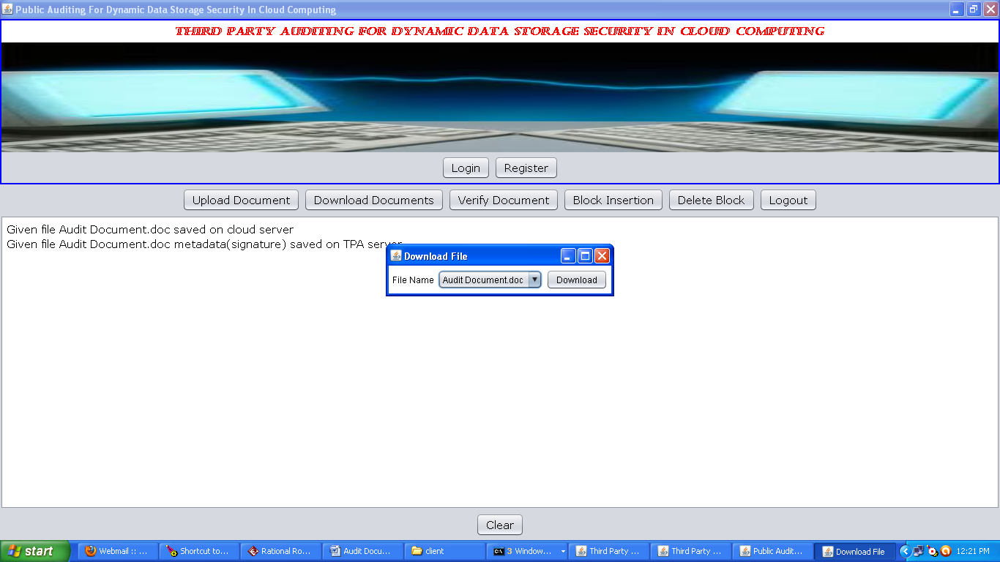 Public Auditing For Dynamic Data Storage Security In Cloud Computing
THIRD PARTY AUDITING FOR DYNAMIC DATA STORAGE SECURITY IN CLOUD COMPUTING
Login Register
Upload Document Download Documents Verify Document Block Insertion Delete Block Logout
Given file Audit Document.doc saved on cloud server
Given file Audit Document.doc metadata(signature) saved on TPA server
Download File
File Name Audit Document.doc Download
Clear
start Webmail :: ... Shortcut to... Rational Ro... Audit Docu... client 3 Window... Third Party ... Third Party ... Public Audit... Download File 12:21 PM